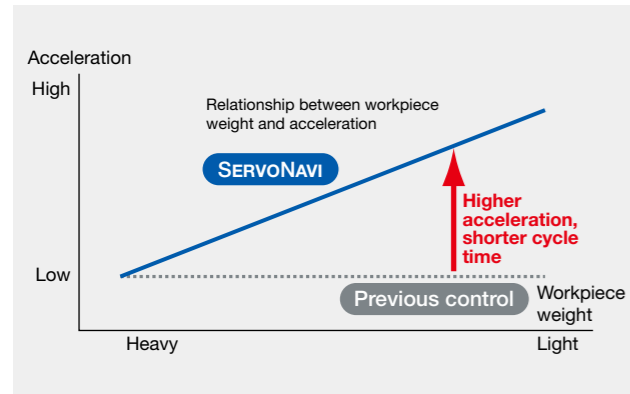 Acceleration
High
Relationship between workpiece
weight and acceleration
SERVONAVI
Higher
acceleration,
shorter cycle
time
Low
Previous control
Workpiece
weight
Heavy
Light